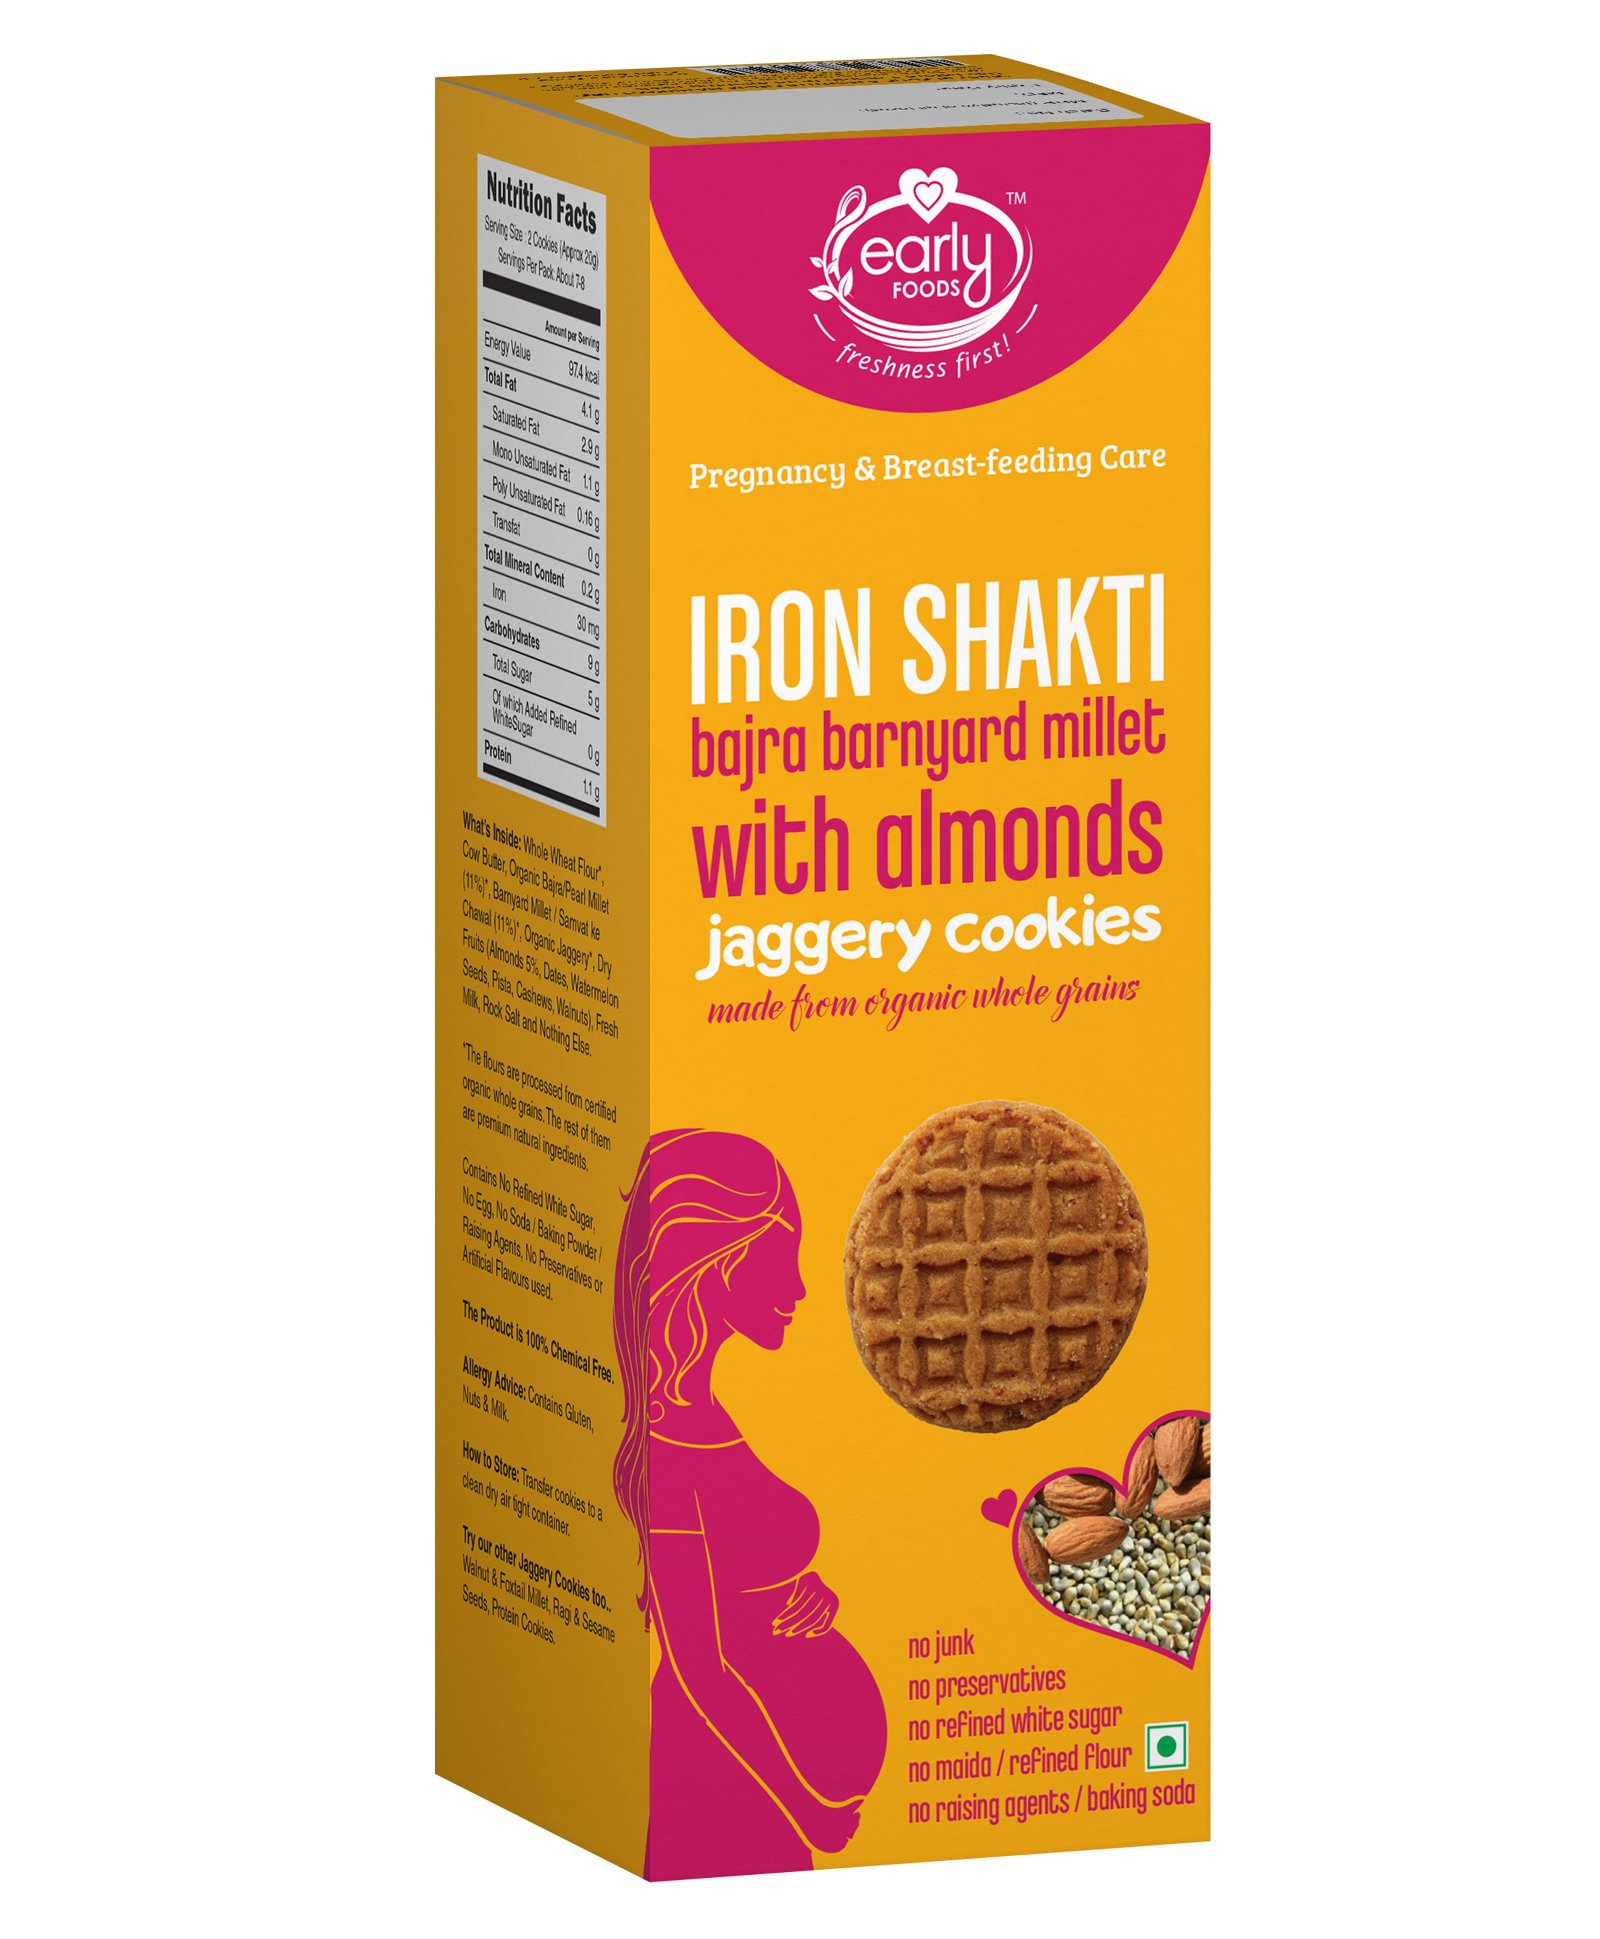 early
FOODS
TM
freshness first!
Pregnancy & Breast-feeding Care
IRON SHAKTI
bajra barnyard millet
with almonds
jaggery cookies
made from organic whole grains
no junk
no preservatives
no refined white sugar
no maida / refined flour
no raising agents / baking soda
Nutrition Facts
Serving Size : 2 Cookies (Approx 20g)
Servings Per Pack: About 7-8
Amount per Serving
Energy Value 97.4 kcal
Total Fat 4.1 g
Saturated Fat 2.9 g
Mono Unsaturated Fat 1.1 g
Poly Unsaturated Fat 0.16 g
Transfat 0 g
Total Mineral Content 0.2 g
Iron 30 mg
Carbohydrates 9 g
Total Sugar 5 g
Of which Added Refined
WhiteSugar 0 g
Protein 1.1 g
What's Inside: Whole Wheat Flour*,
Cow Butter, Organic Bajra/Pearl Millet
(11%)*, Barnyard Millet / Samvat ke
Chawal (11%)*, Organic Jaggery*, Dry
Fruits (Almonds 5%, Dates, Watermelon
Seeds, Pista, Cashews, Walnuts), Fresh
Milk, Rock Salt and Nothing Else.
*The flours are processed from certified
organic whole grains. The rest of them
are premium natural ingredients.
Contains No Refined White Sugar,
No Egg, No Soda / Baking Powder /
Raising Agents, No Preservatives or
Artificial Flavours used.
The Product is 100% Chemical Free.
Allergy Advice: Contains Gluten,
Nuts & Milk.
How to Store: Transfer cookies to a
clean dry air tight container.
Try our other Jaggery Cookies too..
Walnut & Foxtail Millet, Ragi & Sesame
Seeds, Protein Cookies.